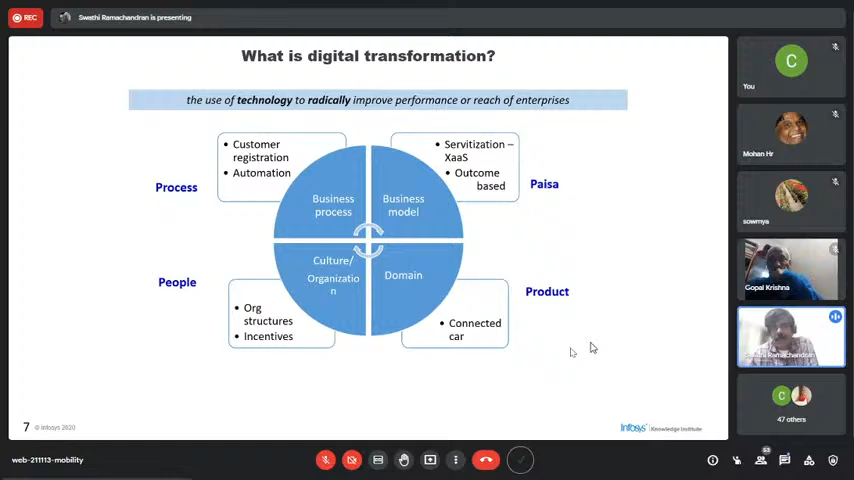 REC
Swathi Ramachandran is presenting
What is digital transformation?
the use of technology to radically improve performance or reach of enterprises
• Customer
registration
• Automation
• Servitization –
XaaS
• Outcome
based
Process
Paisa
Business
process
Business
model
Culture/
Organizatio
n
Domain
People
Product
• Org
structures
• Incentives
• Connected
car
7
© Infosys 2020
Infosys | Knowledge Institute
C
You
Mohan Hr
sowmya
Gopal Krishna
Swathi Ramachandran
C
47 others
web-211113-mobility
53